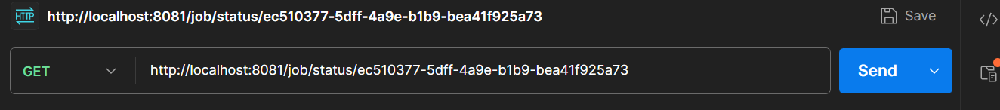 HTTP http://localhost:8081/job/status/ec510377-5dff-4a9e-b1b9-bea41f925a73 Save </>
GET http://localhost:8081/job/status/ec510377-5dff-4a9e-b1b9-bea41f925a73 Send